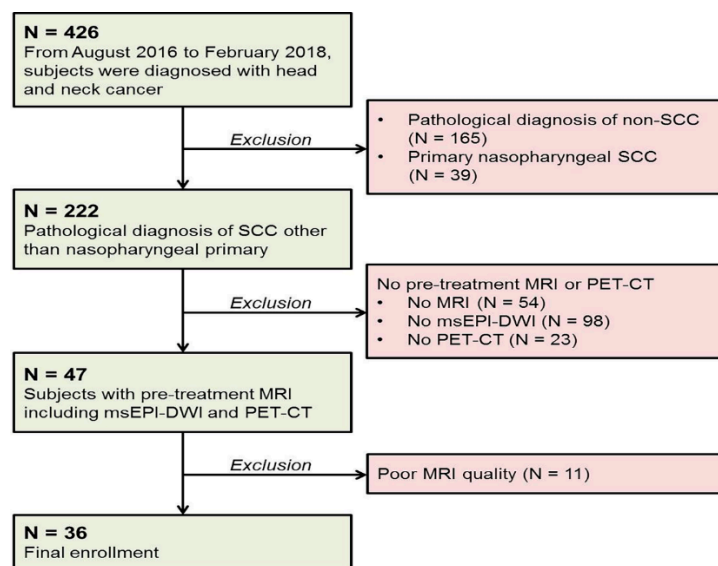 N = 426
From August 2016 to February 2018,
subjects were diagnosed with head
and neck cancer
Exclusion
• Pathological diagnosis of non-SCC
(N = 165)
• Primary nasopharyngeal SCC
(N = 39)
N = 222
Pathological diagnosis of SCC other
than nasopharyngeal primary
Exclusion
No pre-treatment MRI or PET-CT
• No MRI (N = 54)
• No msEPI-DWI (N = 98)
• No PET-CT (N = 23)
N = 47
Subjects with pre-treatment MRI
including msEPI-DWI and PET-CT
Exclusion
Poor MRI quality (N = 11)
N = 36
Final enrollment